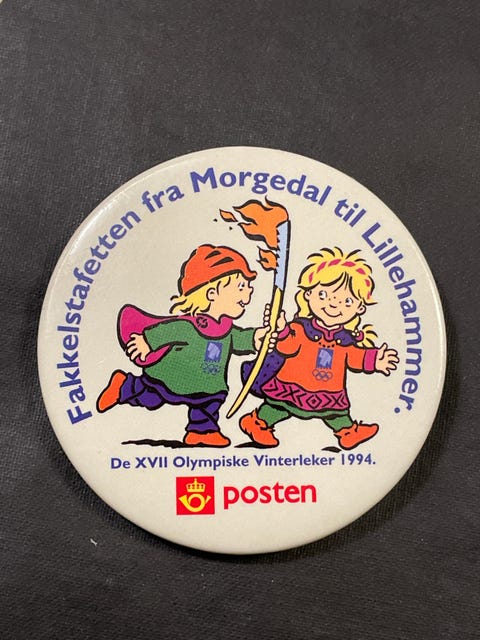 Fakkelstafetten fra Morgedal til Lillehammer.
De XVII Olympiske Vinterleker 1994.
posten